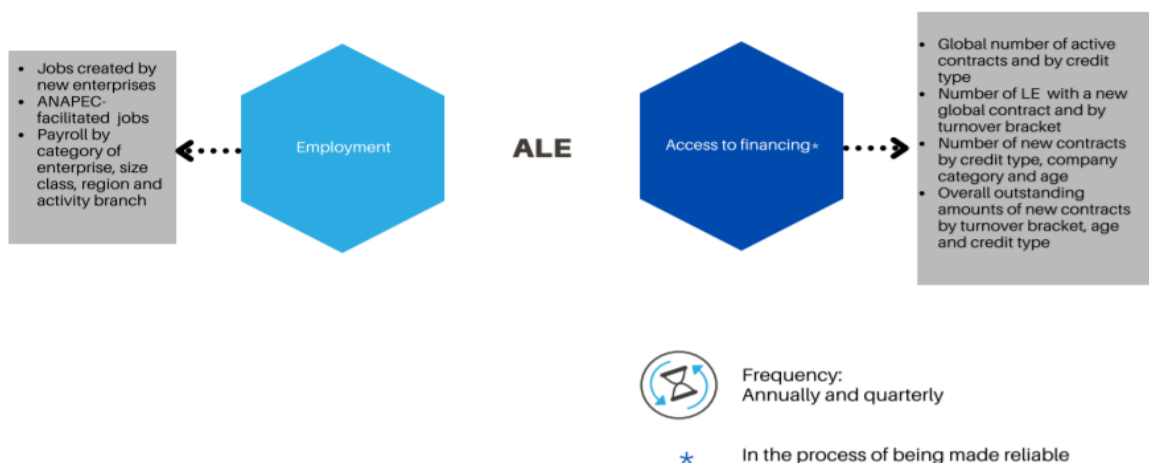 • Jobs created by
new enterprises
• ANAPEC-
facilitated jobs
• Payroll by
category of
enterprise, size
class, region and
activity branch
Employment
ALE
Access to financing*
• Global number of active
contracts and by credit
type
• Number of LE with a new
global contract and by
turnover bracket
• Number of new contracts
by credit type, company
category and age
• Overall outstanding
amounts of new contracts
by turnover bracket, age
and credit type
Frequency:
Annually and quarterly
* In the process of being made reliable